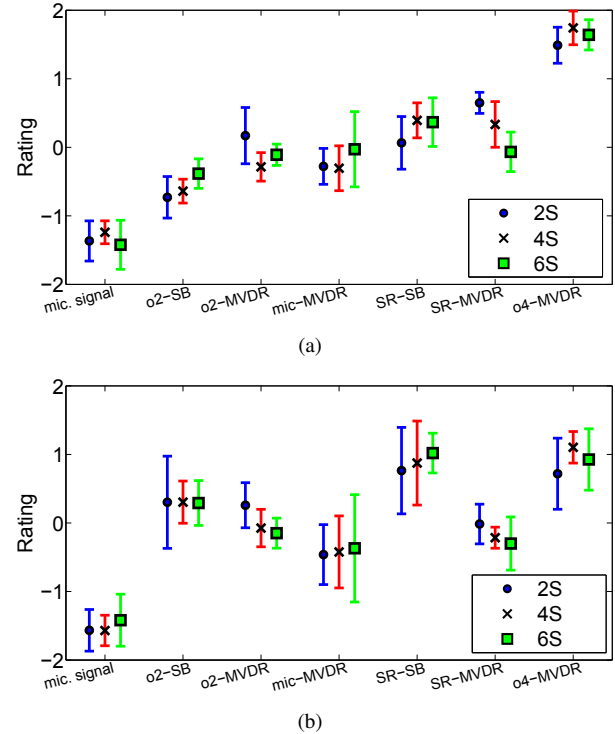 2
1
0
−1
−2
Rating
2S
4S
6S
mic. signal
o2−SB
o2−MVDR
mic−MVDR
SR−SB
SR−MVDR
o4−MVDR
(a)
2
1
0
−1
−2
Rating
2S
4S
6S
mic. signal
o2−SB
o2−MVDR
mic−MVDR
SR−SB
SR−MVDR
o4−MVDR
(b)